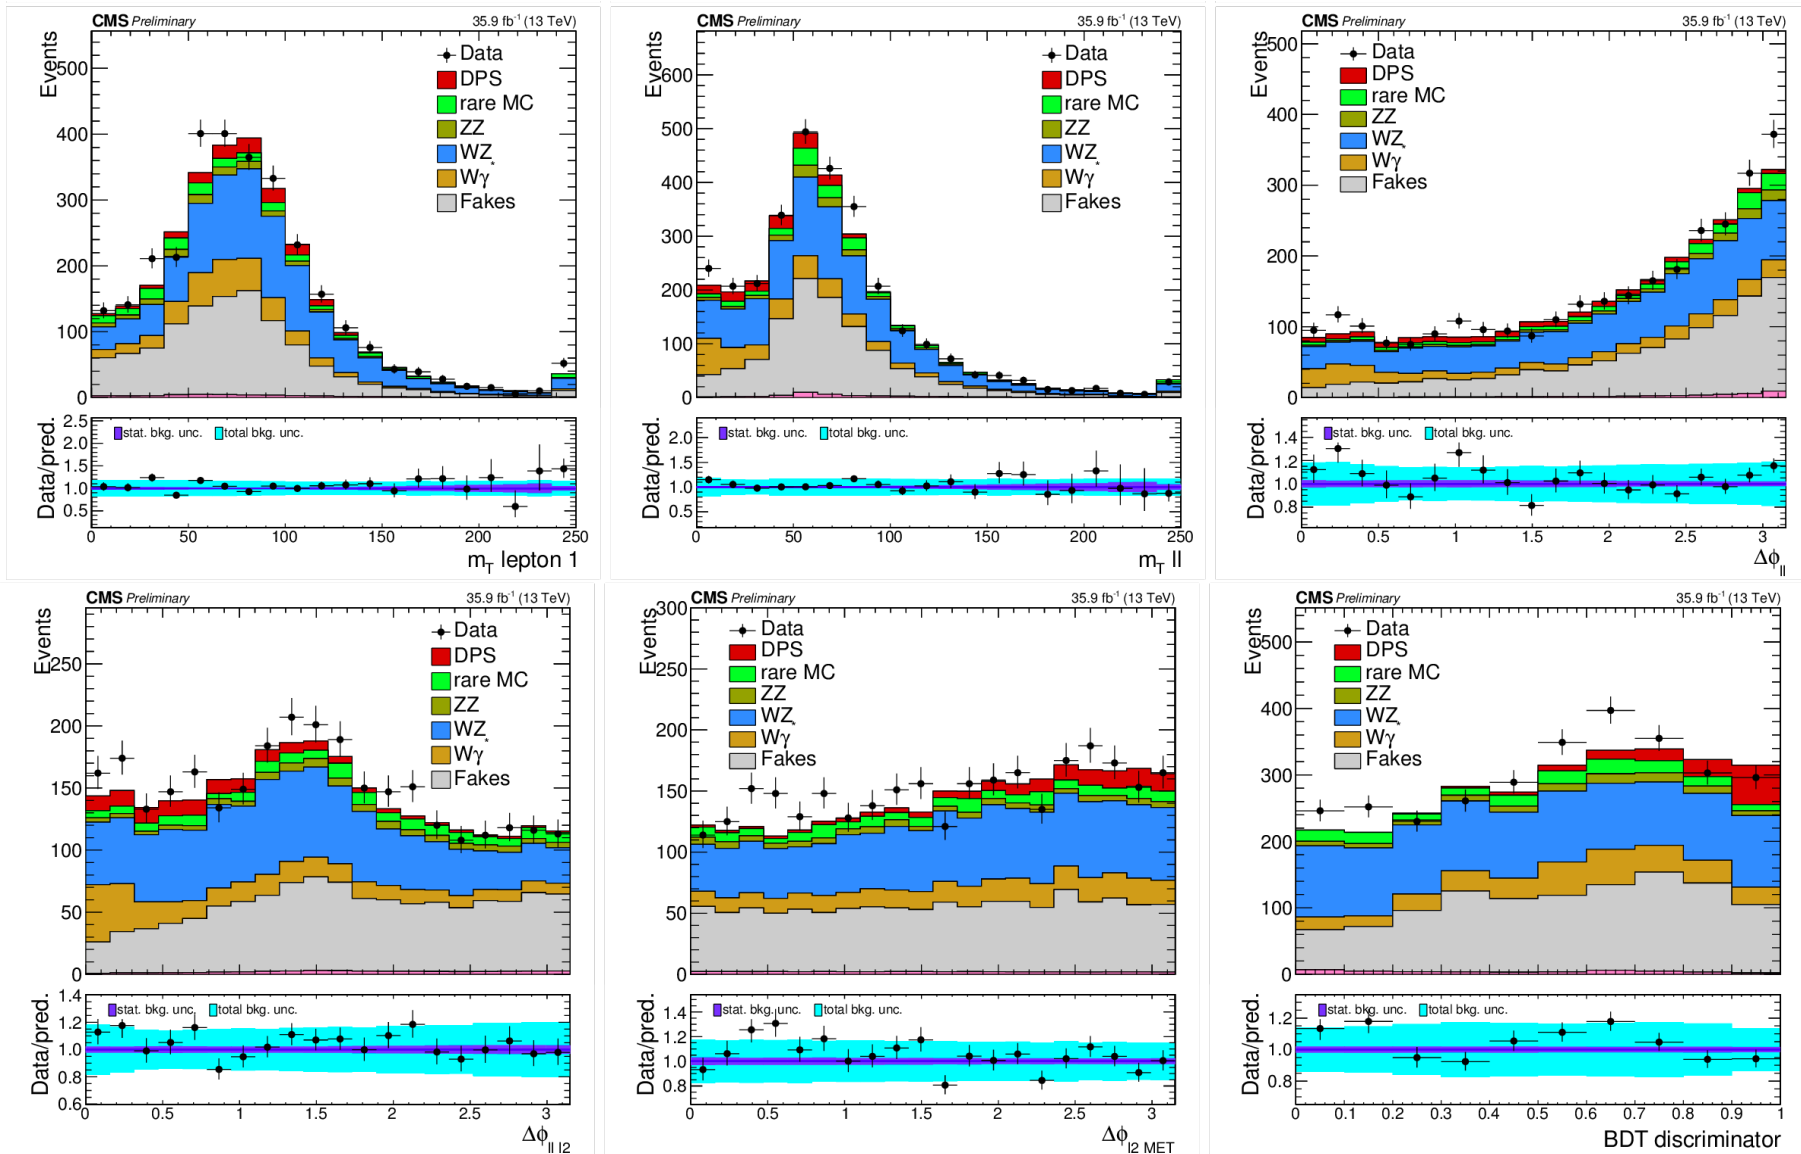 CMS Preliminary 35.9 fb⁻¹ (13 TeV)
Events
500
400
300
200
100
0
Data
DPS
rare MC
ZZ
WZ
Wγ*
Fakes
Data/pred.
2.5
2.0
1.5
1.0
0.5
stat. bkg. unc. total bkg. unc.
0 50 100 150 200 250
m_T lepton 1
CMS Preliminary 35.9 fb⁻¹ (13 TeV)
Events
600
500
400
300
200
100
0
Data
DPS
rare MC
ZZ
WZ
Wγ*
Fakes
Data/pred.
2.0
1.5
1.0
0.5
stat. bkg. unc. total bkg. unc.
0 50 100 150 200 250
m_T ll
CMS Preliminary 35.9 fb⁻¹ (13 TeV)
Events
500
400
300
200
100
0
Data
DPS
rare MC
ZZ
WZ
Wγ*
Fakes
Data/pred.
1.4
1.2
1.0
0.8
stat. bkg. unc. total bkg. unc.
0 0.5 1 1.5 2 2.5 3
Δϕ_ll
CMS Preliminary 35.9 fb⁻¹ (13 TeV)
Events
250
200
150
100
50
0
Data
DPS
rare MC
ZZ
WZ
Wγ*
Fakes
Data/pred.
1.4
1.2
1.0
0.8
0.6
stat. bkg. unc. total bkg. unc.
0 0.5 1 1.5 2 2.5 3
Δϕ_ll l2
CMS Preliminary 35.9 fb⁻¹ (13 TeV)
Events
300
250
200
150
100
50
0
Data
DPS
rare MC
ZZ
WZ
Wγ*
Fakes
Data/pred.
1.4
1.2
1.0
0.8
stat. bkg. unc. total bkg. unc.
0 0.5 1 1.5 2 2.5 3
Δϕ_l2 MET
CMS Preliminary 35.9 fb⁻¹ (13 TeV)
Events
500
400
300
200
100
0
Data
DPS
rare MC
ZZ
WZ
Wγ*
Fakes
Data/pred.
1.2
1.0
0.8
stat. bkg. unc. total bkg. unc.
0 0.1 0.2 0.3 0.4 0.5 0.6 0.7 0.8 0.9 1
BDT discriminator